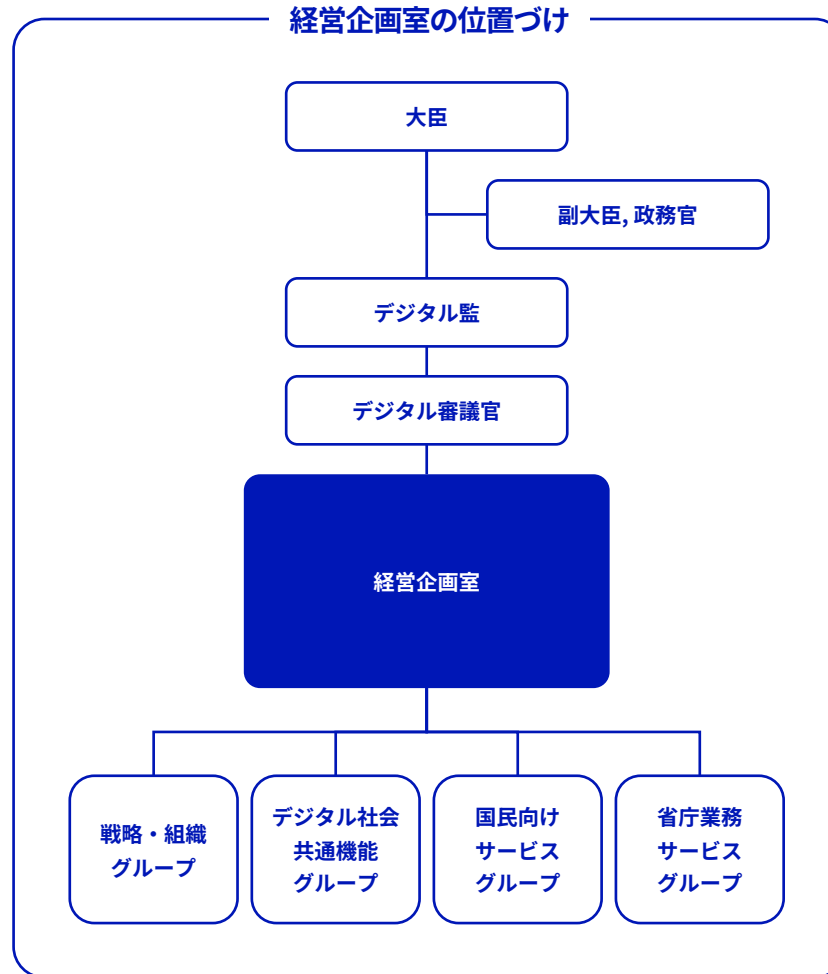 経営企画室の位置づけ
大臣
副大臣, 政務官
デジタル監
デジタル審議官
経営企画室
戦略・組織
グループ
デジタル社会
共通機能
グループ
国民向け
サービス
グループ
省庁業務
サービス
グループ